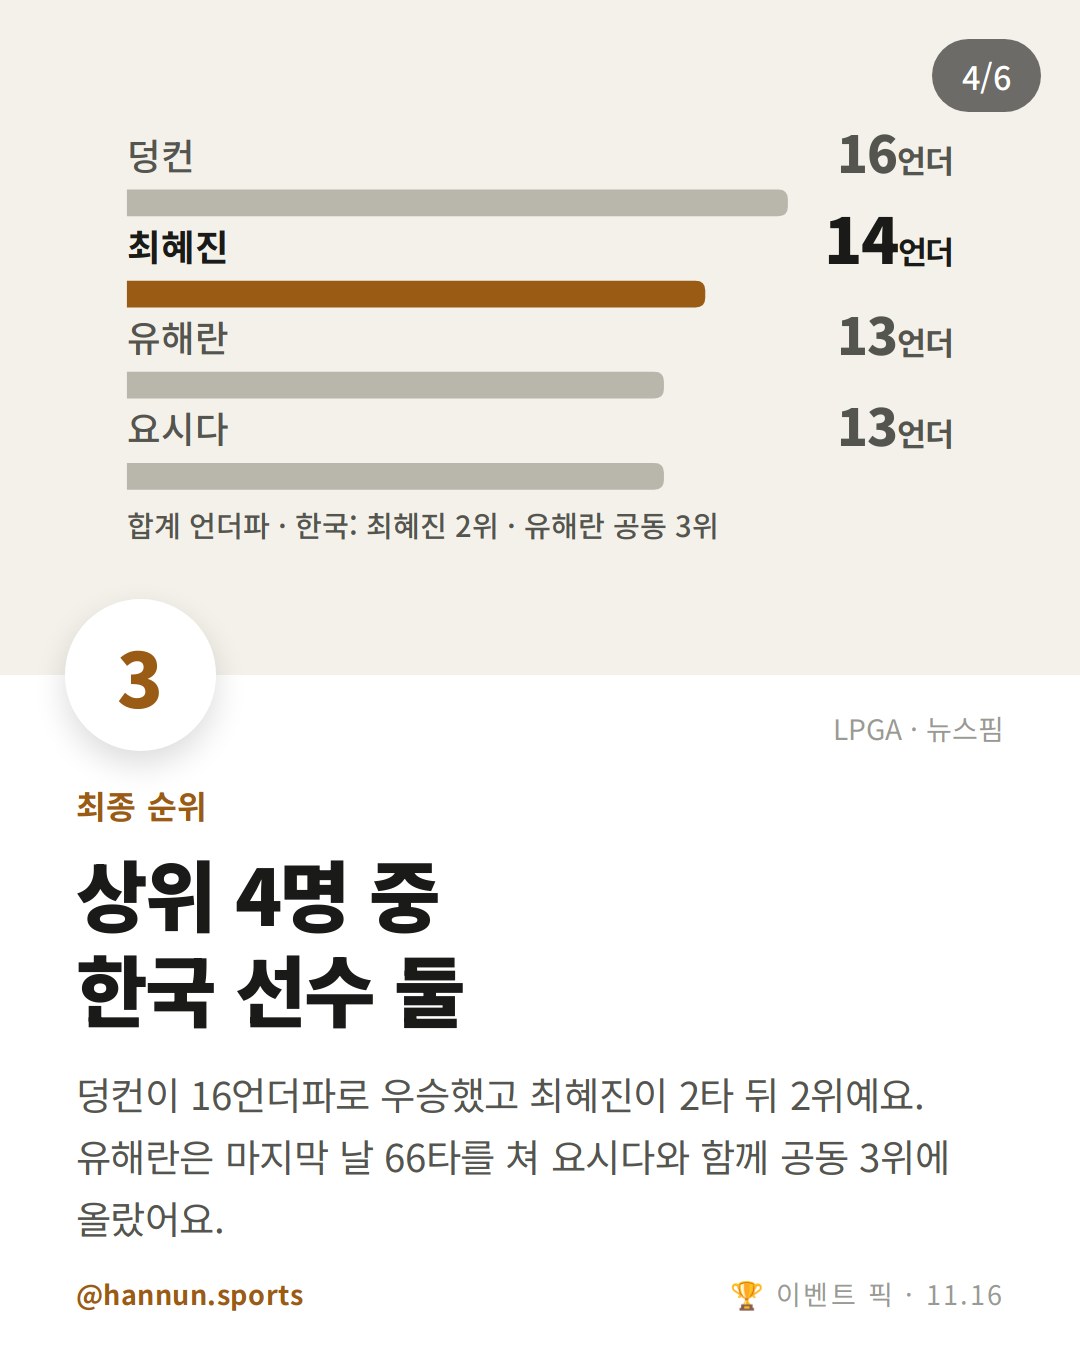 4/6
덩컨 16언더
최혜진 14언더
유해란 13언더
요시다 13언더
합계 언더파 · 한국: 최혜진 2위 · 유해란 공동 3위
3
LPGA · 뉴스핌
최종 순위
상위 4명 중
한국 선수 둘
덩컨이 16언더파로 우승했고 최혜진이 2타 뒤 2위예요.
유해란은 마지막 날 66타를 쳐 요시다와 함께 공동 3위에
올랐어요.
@hannun.sports
🏆 이벤트 픽 · 11.16